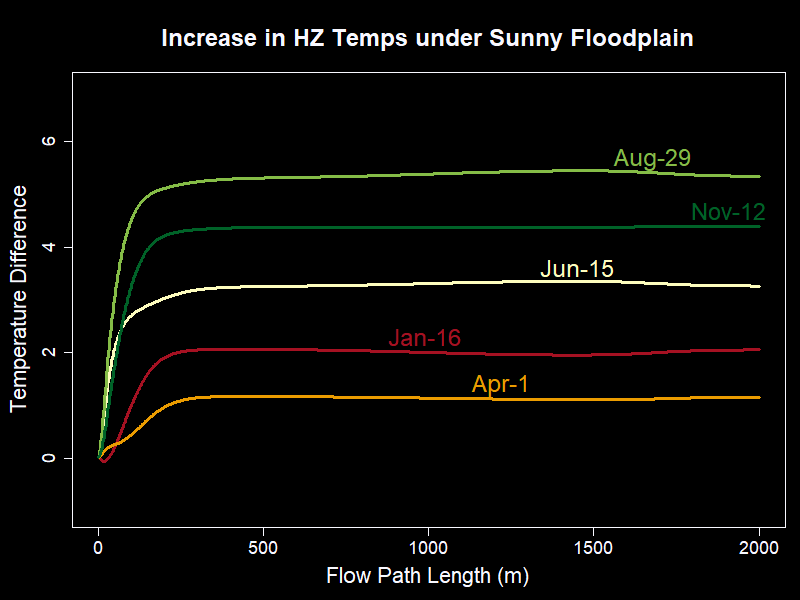 Increase in HZ Temps under Sunny Floodplain
Temperature Difference
6
4
2
0
Aug-29
Nov-12
Jun-15
Jan-16
Apr-1
0 500 1000 1500 2000
Flow Path Length (m)